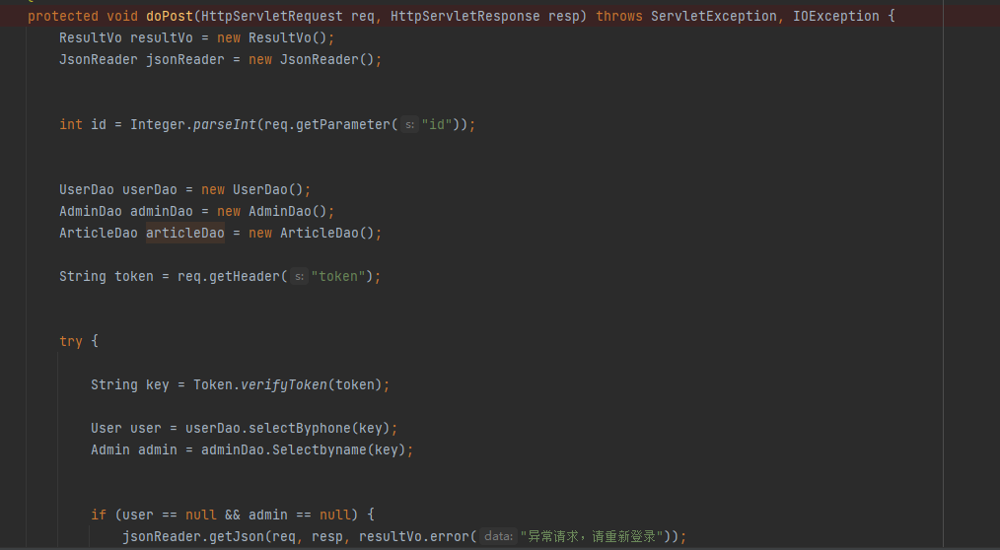 protected void doPost(HttpServletRequest req, HttpServletResponse resp) throws ServletException, IOException {
ResultVo resultVo = new ResultVo();
JsonReader jsonReader = new JsonReader();
int id = Integer.parseInt(req.getParameter( s: "id"));
UserDao userDao = new UserDao();
AdminDao adminDao = new AdminDao();
ArticleDao articleDao = new ArticleDao();
String token = req.getHeader( s: "token");
try {
String key = Token.verifyToken(token);
User user = userDao.selectByphone(key);
Admin admin = adminDao.Selectbyname(key);
if (user == null && admin == null) {
jsonReader.getJson(req, resp, resultVo.error( data: "异常请求，请重新登录"));